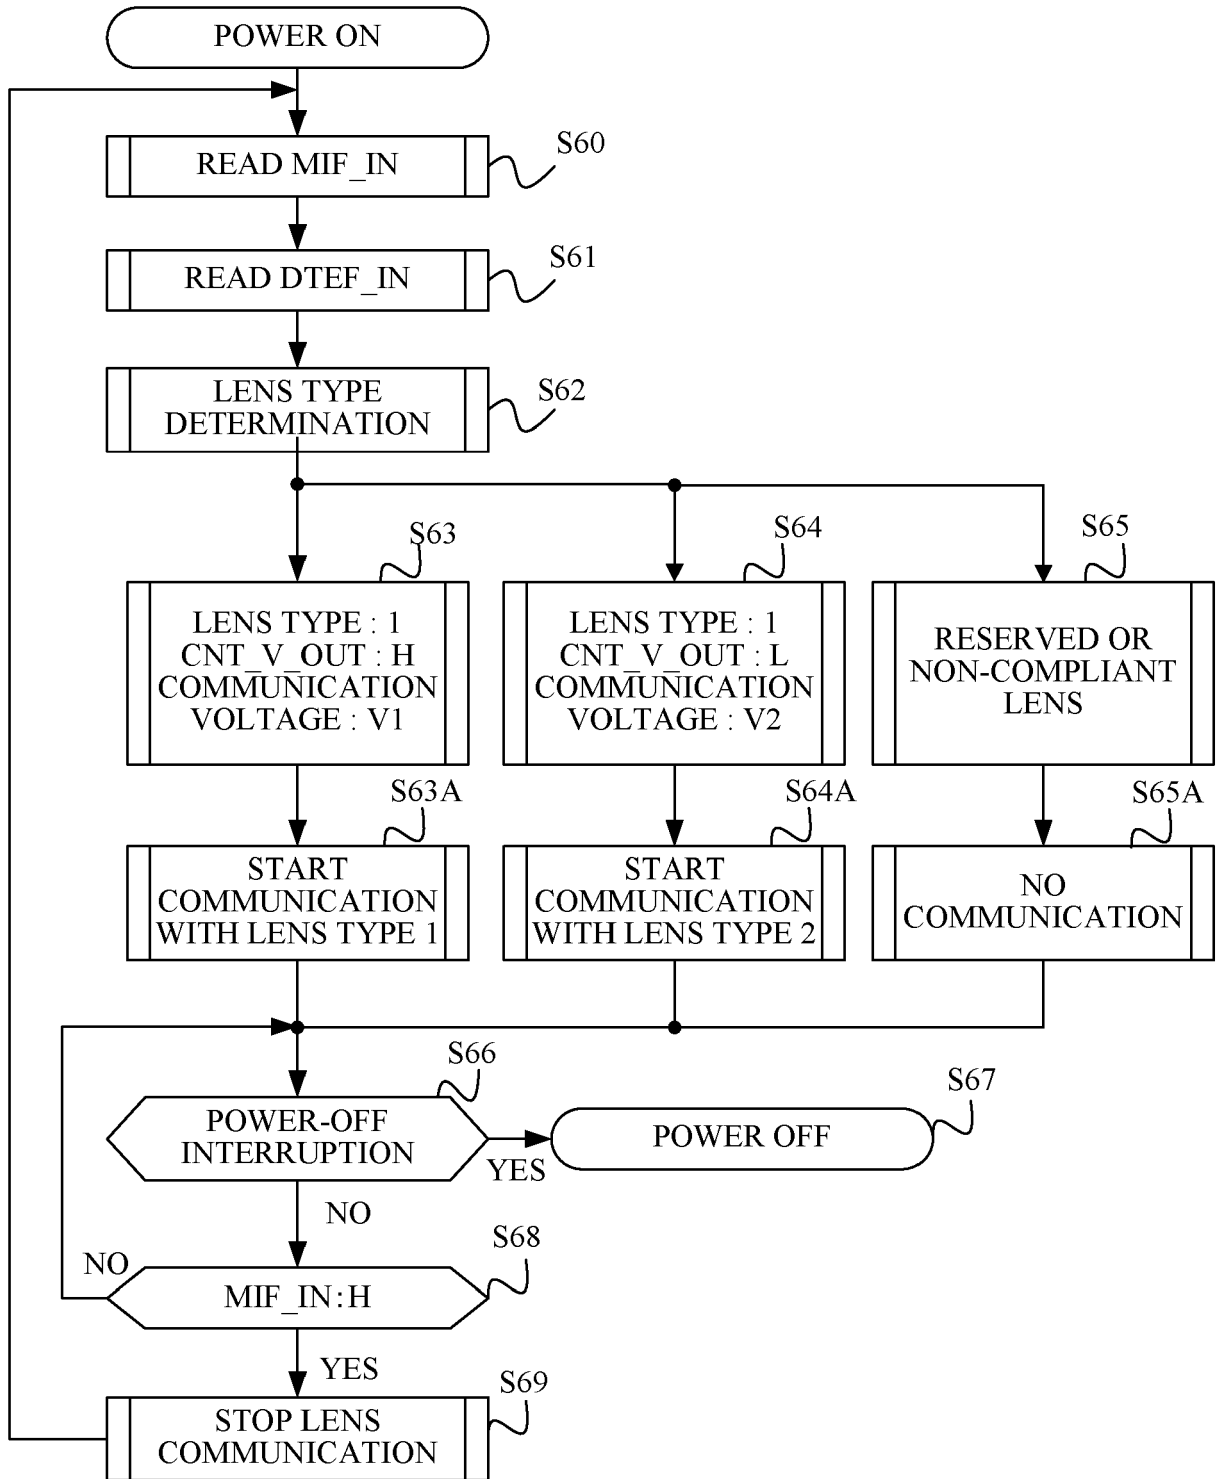 POWER ON
READ MIF_IN
S60
READ DTEF_IN
S61
LENS TYPE
DETERMINATION
S62
S63
LENS TYPE : 1
CNT_V_OUT : H
COMMUNICATION
VOLTAGE : V1
S64
LENS TYPE : 1
CNT_V_OUT : L
COMMUNICATION
VOLTAGE : V2
S65
RESERVED OR
NON-COMPLIANT
LENS
S63A
START
COMMUNICATION
WITH LENS TYPE 1
S64A
START
COMMUNICATION
WITH LENS TYPE 2
S65A
NO
COMMUNICATION
S66
POWER-OFF
INTERRUPTION
YES
S67
POWER OFF
NO
S68
NO
MIF_IN:H
YES
S69
STOP LENS
COMMUNICATION